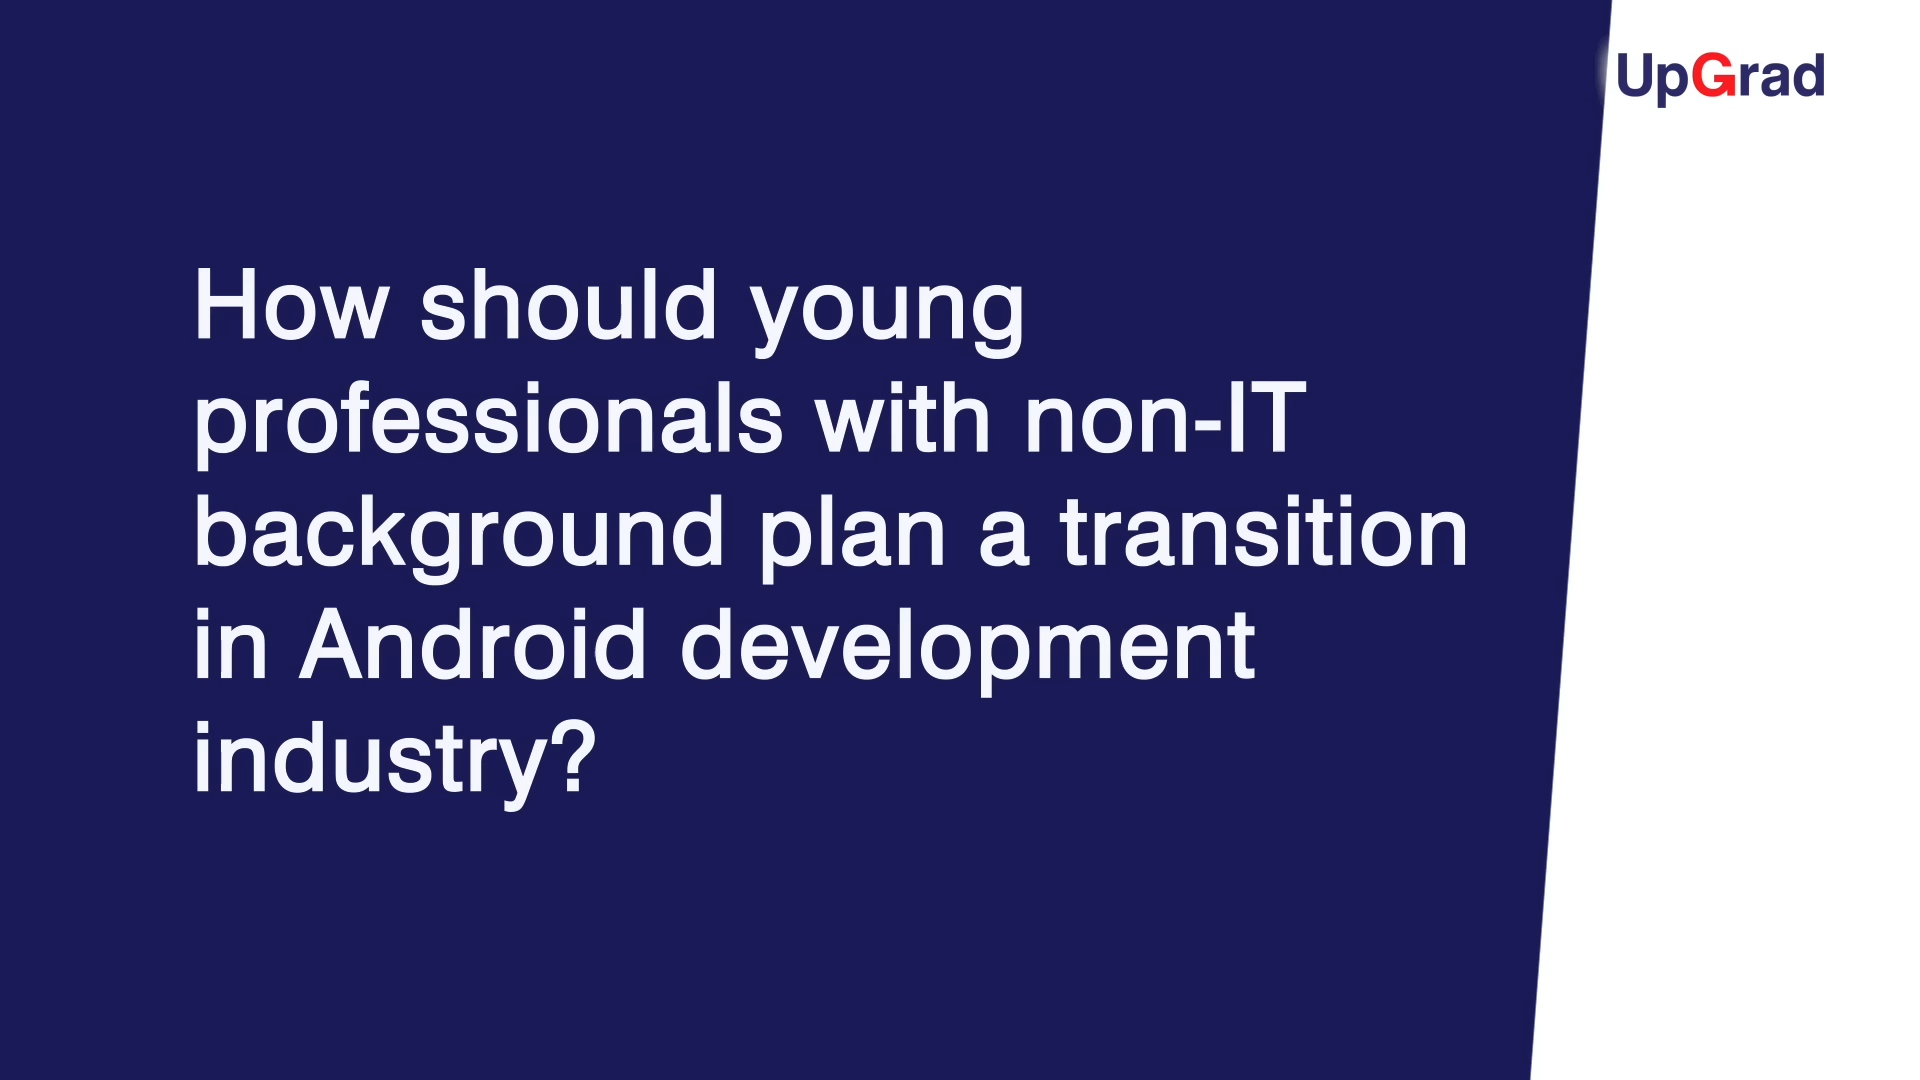 UpGrad
How should young
professionals with non-IT
background plan a transition
in Android development
industry?